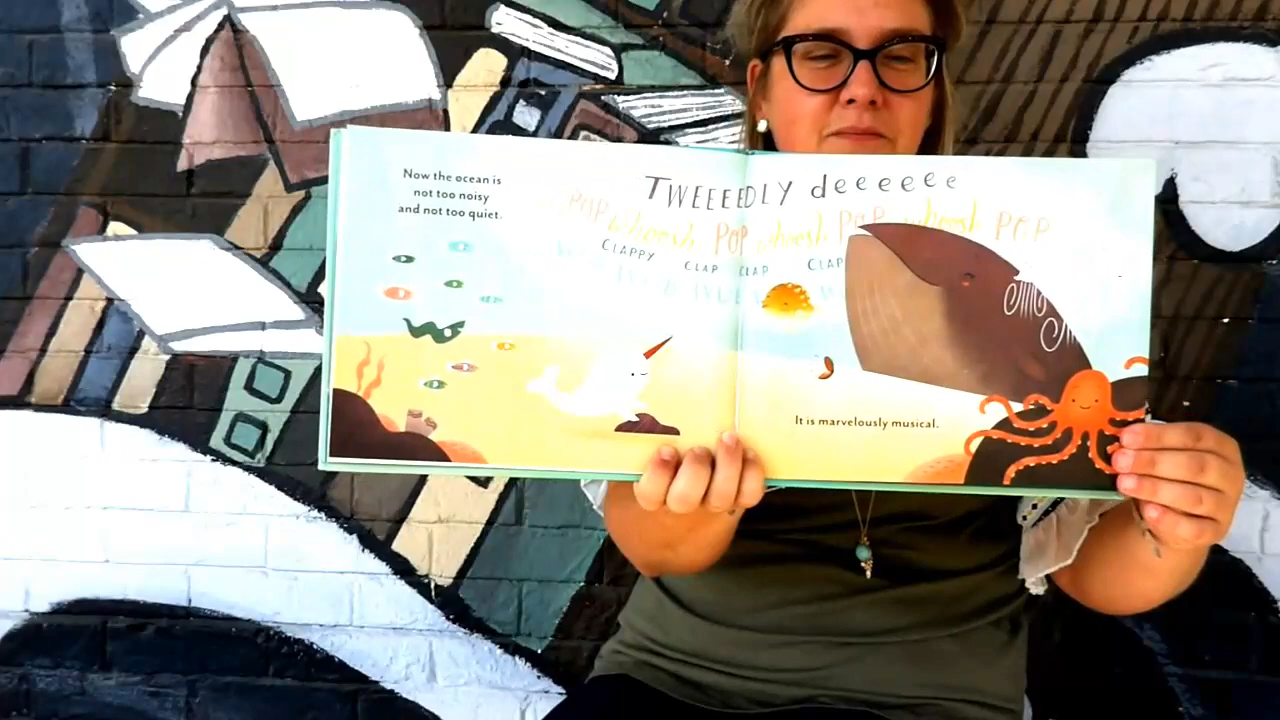 Now the ocean is
not too noisy
and not too quiet.
TWEEEEDLY deeeeee
POP whoosh POP whoosh POP whoosh POP
CLAPPY CLAP CLAP CLAP
It is marvelously musical.